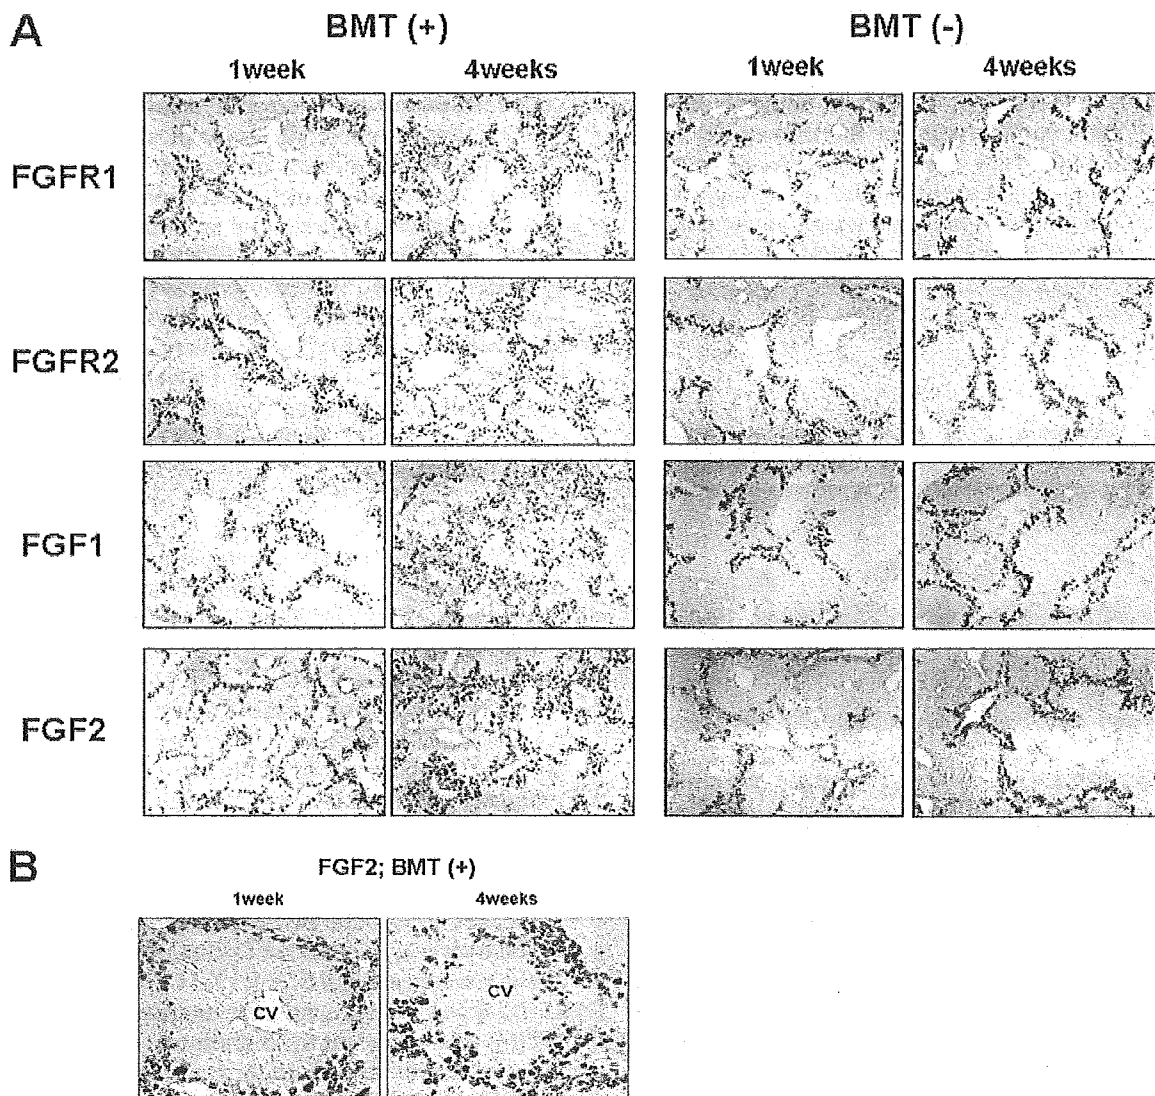 A
BMT (+)
BMT (-)
1week
4weeks
1week
4weeks
FGFR1
FGFR2
FGF1
FGF2
B
FGF2; BMT (+)
1week
4weeks
CV
CV